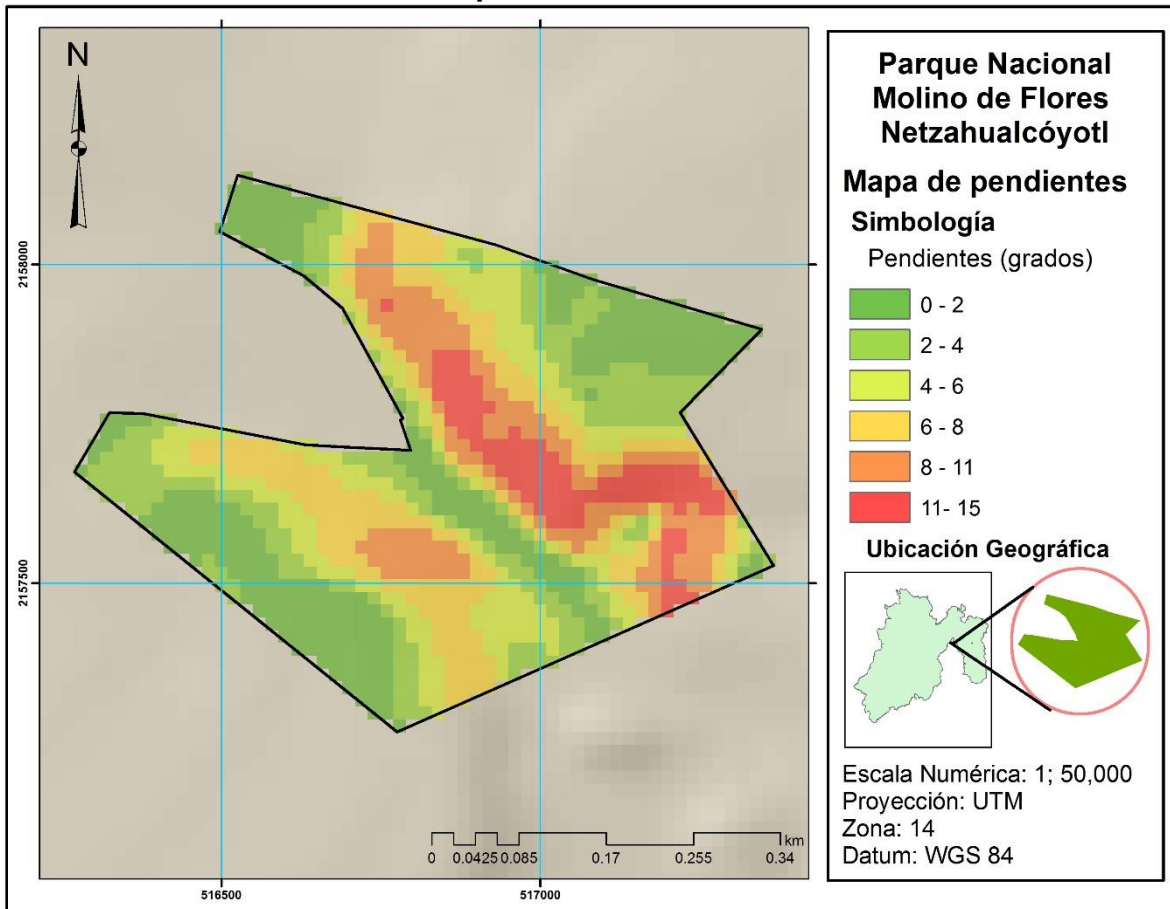 N
2158000
2157500
516500
517000
km
0 0.0425 0.085 0.17 0.255 0.34
Parque Nacional
Molino de Flores
Netzahualcóyotl
Mapa de pendientes
Simbología
Pendientes (grados)
0 - 2
2 - 4
4 - 6
6 - 8
8 - 11
11- 15
Ubicación Geográfica
Escala Numérica: 1; 50,000
Proyección: UTM
Zona: 14
Datum: WGS 84